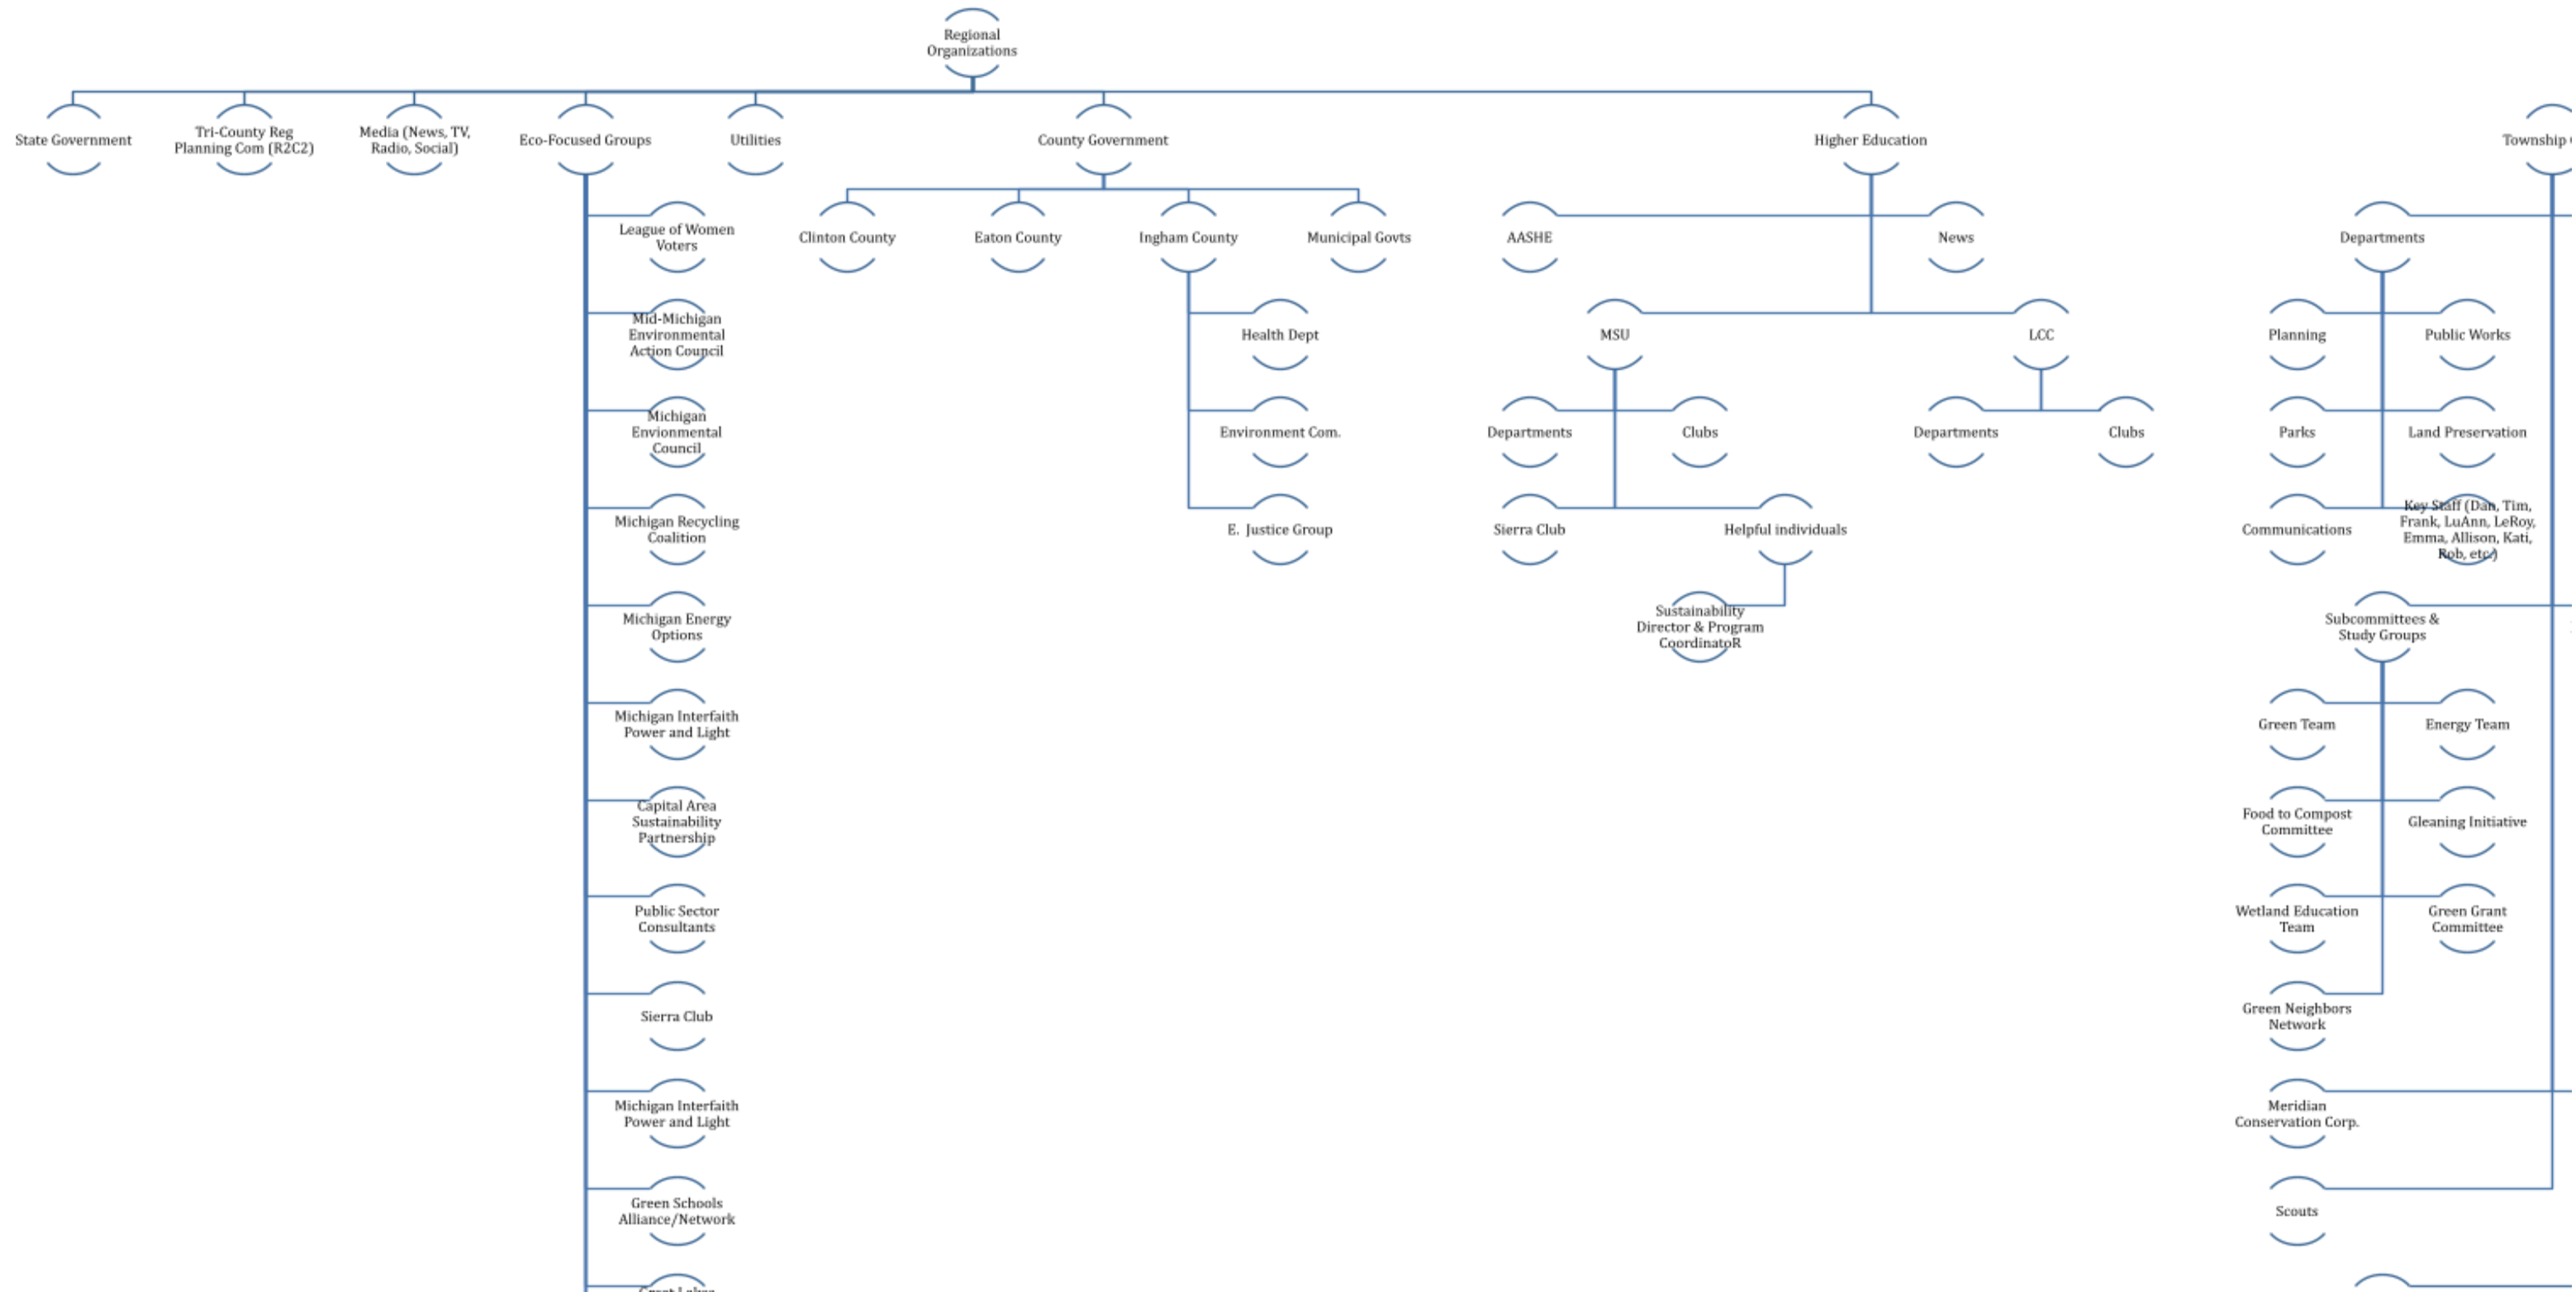 Regional
Organizations
State Government
Tri-County Reg
Planning Com (R2C2)
Media (News, TV,
Radio, Social)
Eco-Focused Groups
Utilities
County Government
Higher Education
Township
League of Women
Voters
Mid-Michigan
Environmental
Action Council
Michigan
Envionmental
Council
Michigan Recycling
Coalition
Michigan Energy
Options
Michigan Interfaith
Power and Light
Capital Area
Sustainability
Partnership
Public Sector
Consultants
Sierra Club
Michigan Interfaith
Power and Light
Green Schools
Alliance/Network
Clinton County
Eaton County
Ingham County
Municipal Govts
Health Dept
Environment Com.
E. Justice Group
AASHE
News
MSU
LCC
Departments
Clubs
Departments
Clubs
Sierra Club
Helpful individuals
Sustainability
Director & Program
CoordinatoR
Departments
Planning
Public Works
Parks
Land Preservation
Communications
Key Staff (Dan, Tim,
Frank, LuAnn, LeRoy,
Emma, Allison, Kati,
Rob, etc.)
Subcommittees &
Study Groups
Green Team
Energy Team
Food to Compost
Committee
Gleaning Initiative
Wetland Education
Team
Green Grant
Committee
Green Neighbors
Network
Meridian
Conservation Corp.
Scouts